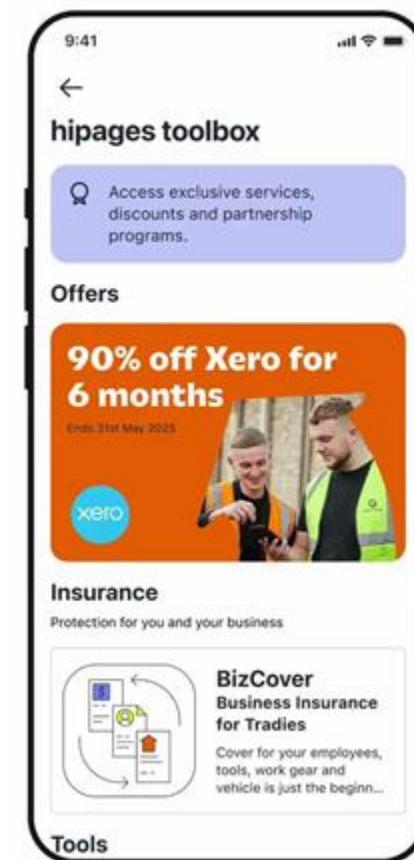 9:41
hipages toolbox
Access exclusive services,
discounts and partnership
programs.
Offers
90% off Xero for
6 months
Ends 31st May 2025
xero
Insurance
Protection for you and your business
BizCover
Business Insurance
for Tradies
Cover for your employees,
tools, work gear and
vehicle is just the beginn...
Tools